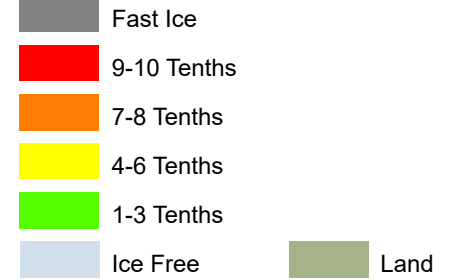 Fast Ice
9-10 Tenths
7-8 Tenths
4-6 Tenths
1-3 Tenths
Ice Free Land